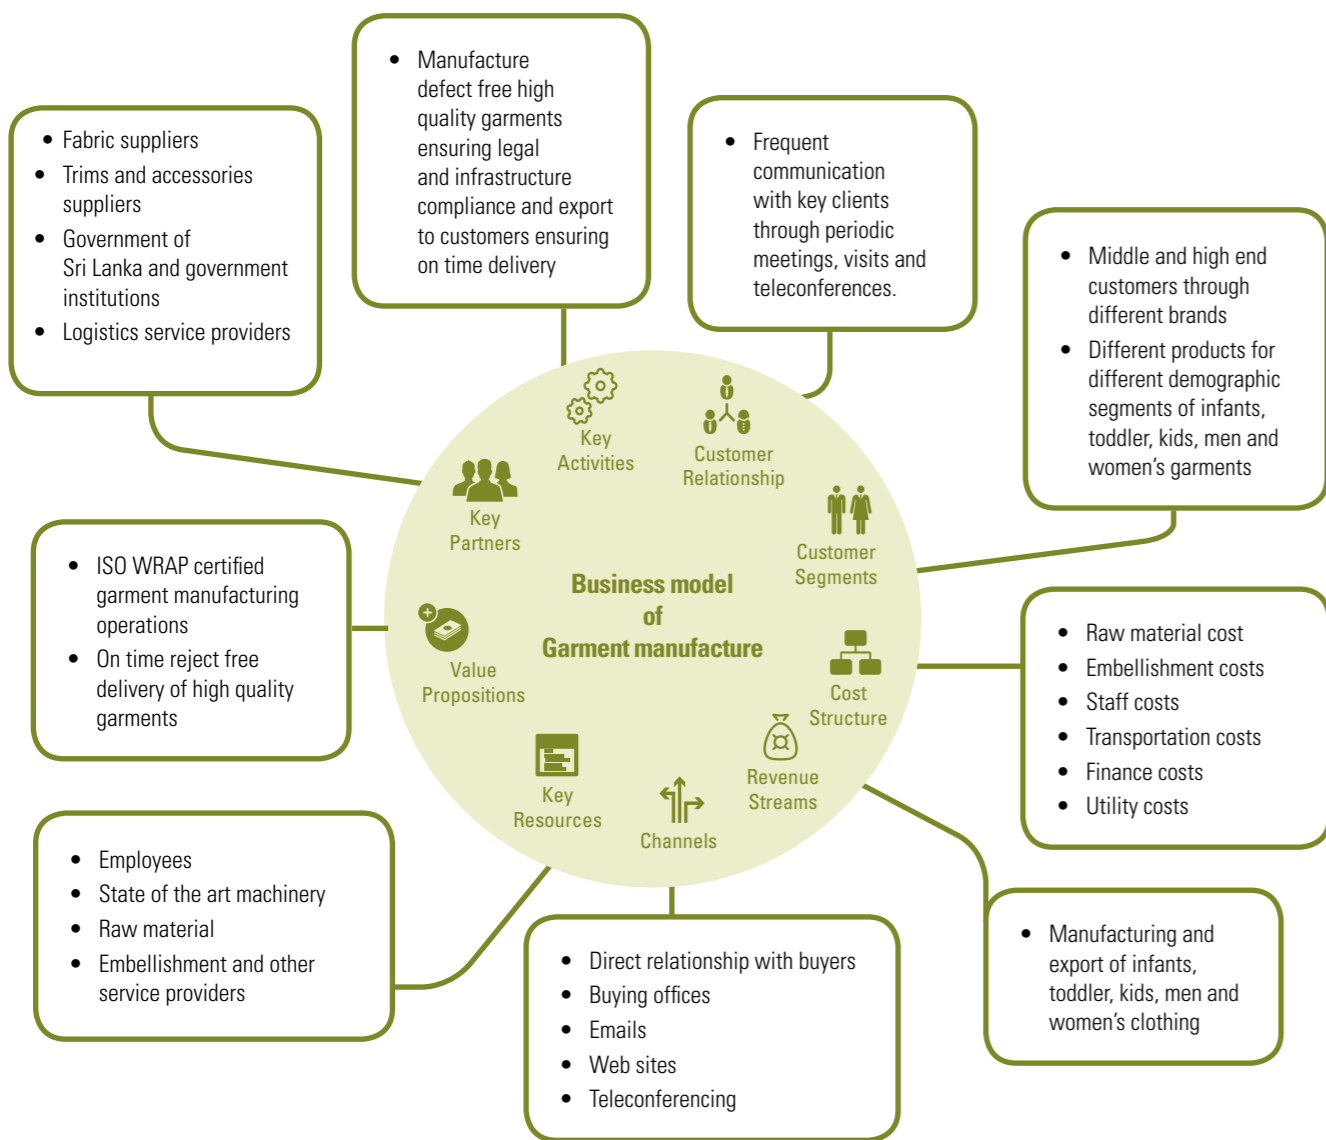 • Manufacture
defect free high
quality garments
ensuring legal
and infrastructure
compliance and export
to customers ensuring
on time delivery
• Fabric suppliers
• Trims and accessories
suppliers
• Government of
Sri Lanka and government
institutions
• Logistics service providers
• Frequent
communication
with key clients
through periodic
meetings, visits and
teleconferences.
• Middle and high end
customers through
different brands
• Different products for
different demographic
segments of infants,
toddler, kids, men and
women's garments
Key
Activities
Customer
Relationship
Key
Partners
Customer
Segments
Business model
of
Garment manufacture
Value
Propositions
Cost
Structure
Key
Resources
Channels
Revenue
Streams
• ISO WRAP certified
garment manufacturing
operations
• On time reject free
delivery of high quality
garments
• Raw material cost
• Embellishment costs
• Staff costs
• Transportation costs
• Finance costs
• Utility costs
• Employees
• State of the art machinery
• Raw material
• Embellishment and other
service providers
• Direct relationship with buyers
• Buying offices
• Emails
• Web sites
• Teleconferencing
• Manufacturing and
export of infants,
toddler, kids, men and
women's clothing